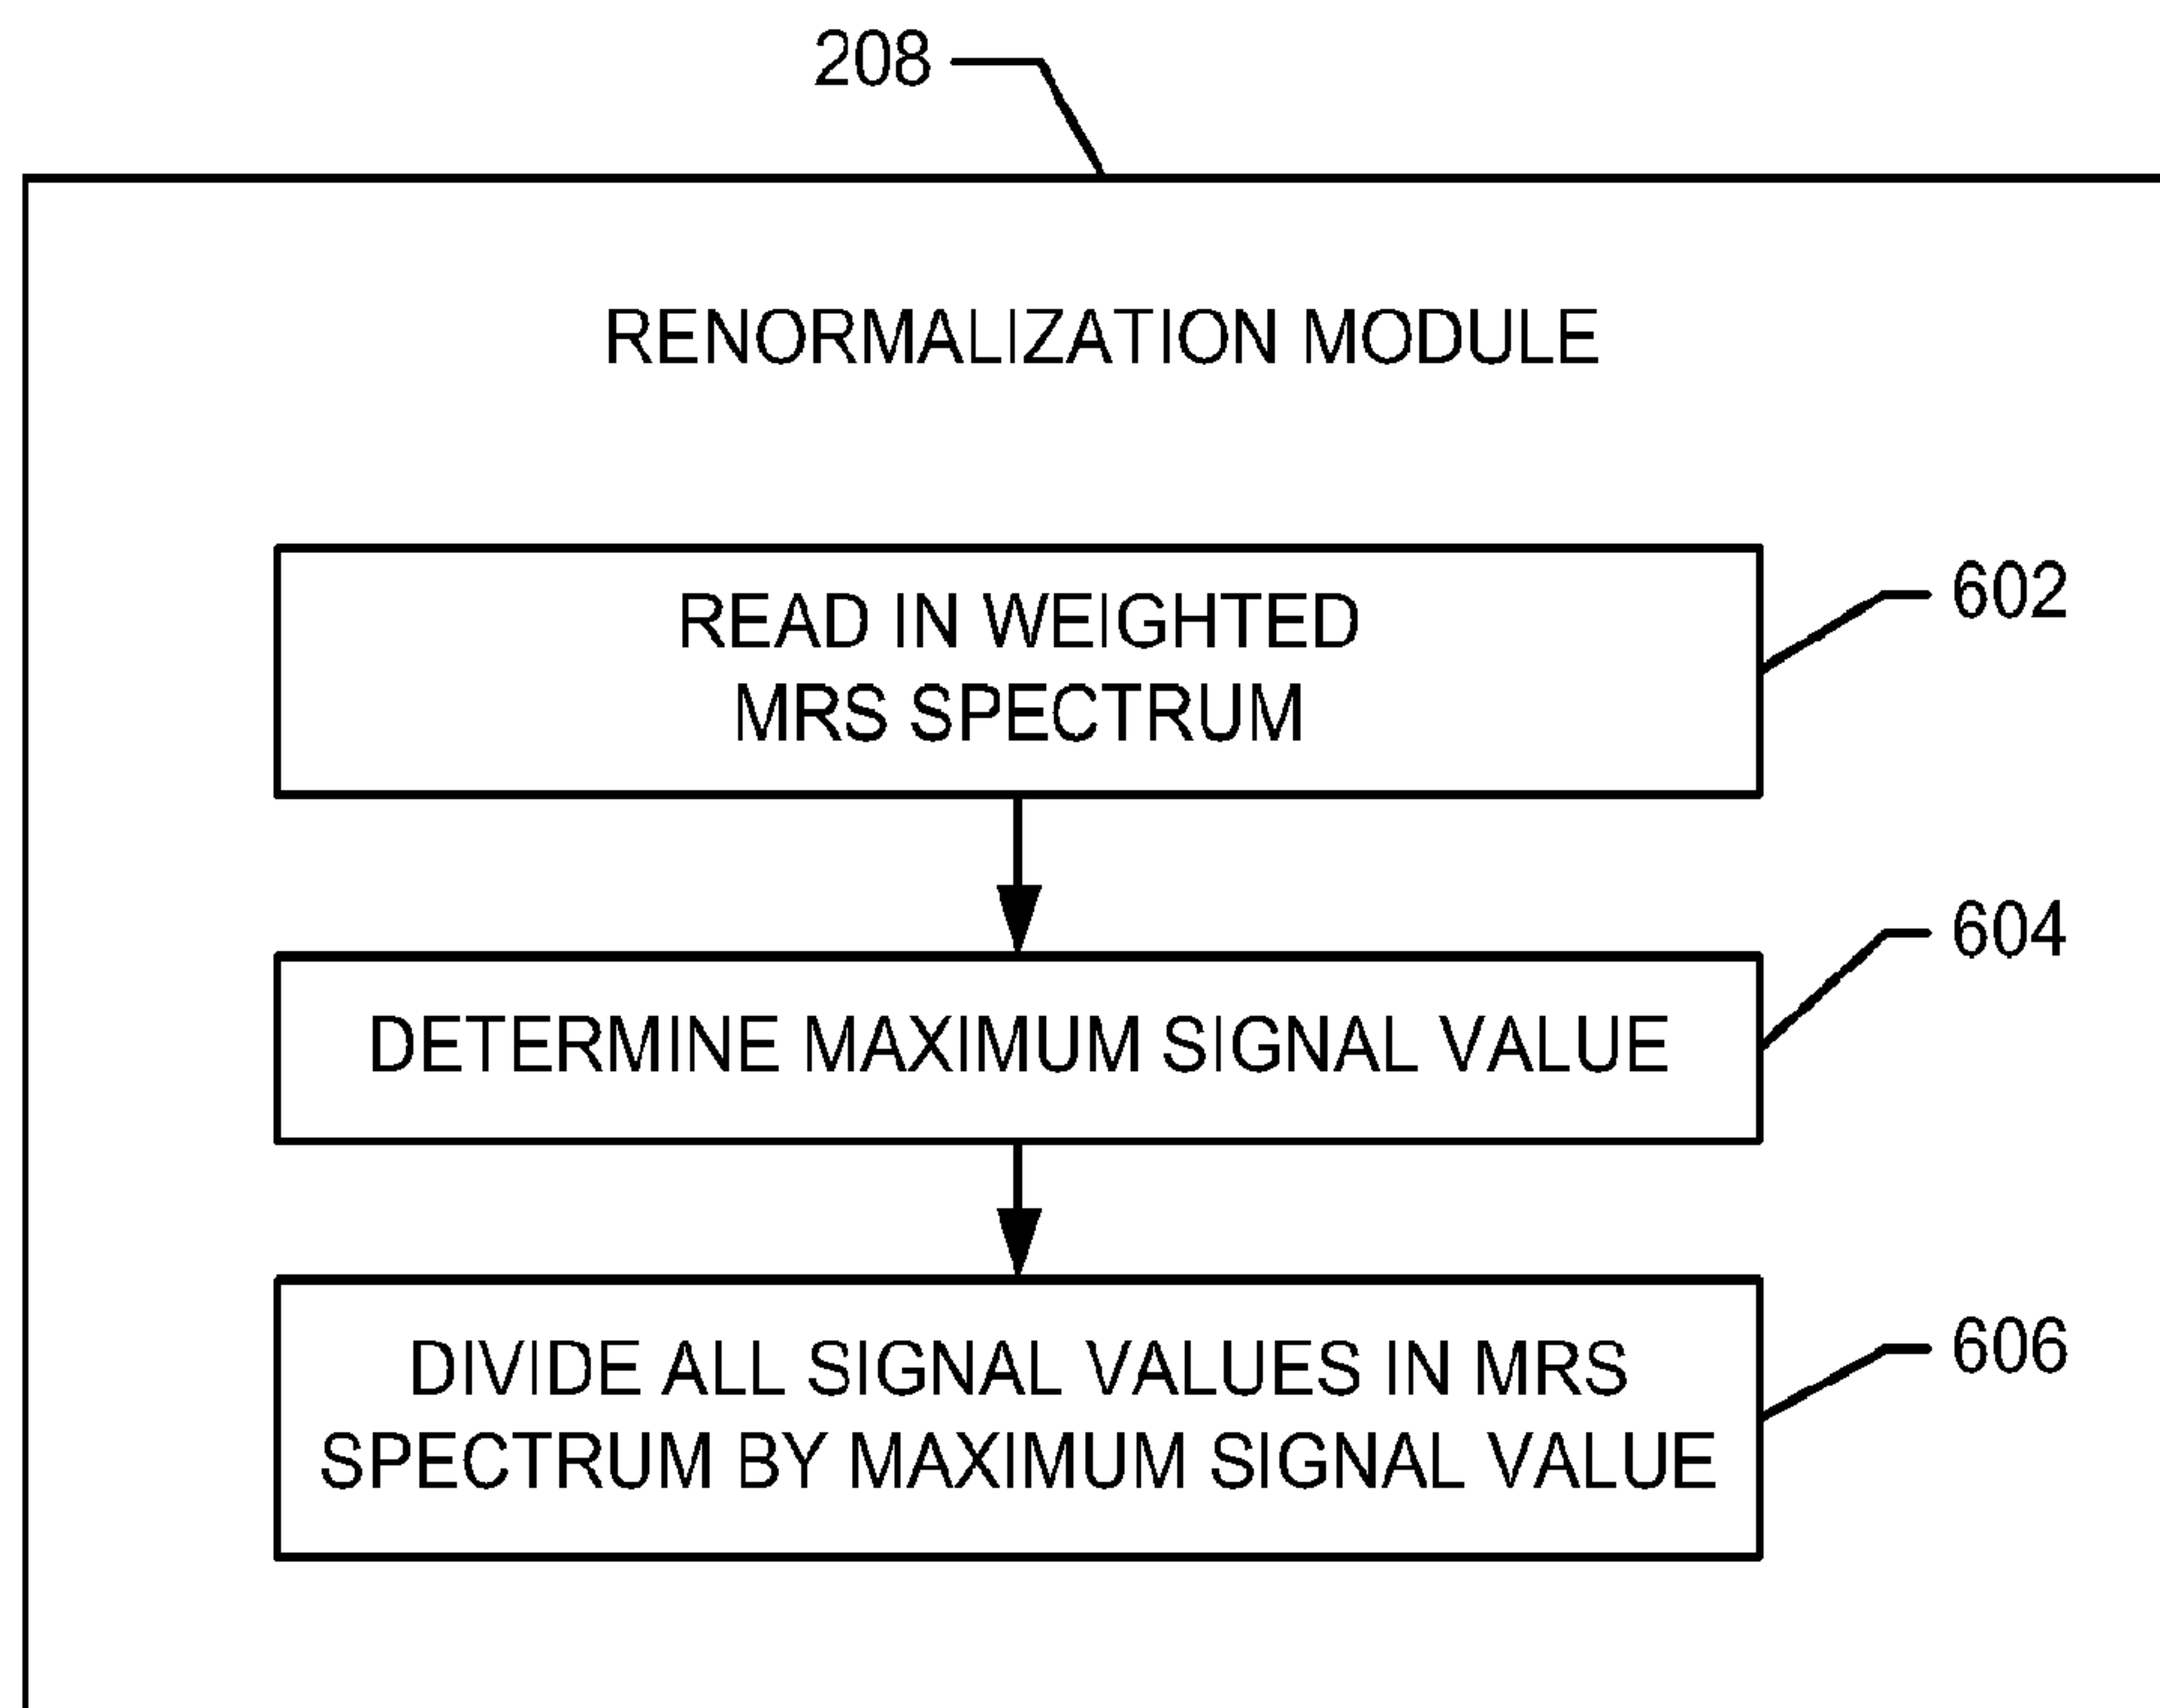 208
RENORMALIZATION MODULE
READ IN WEIGHTED
MRS SPECTRUM
602
DETERMINE MAXIMUM SIGNAL VALUE
604
DIVIDE ALL SIGNAL VALUES IN MRS
SPECTRUM BY MAXIMUM SIGNAL VALUE
606